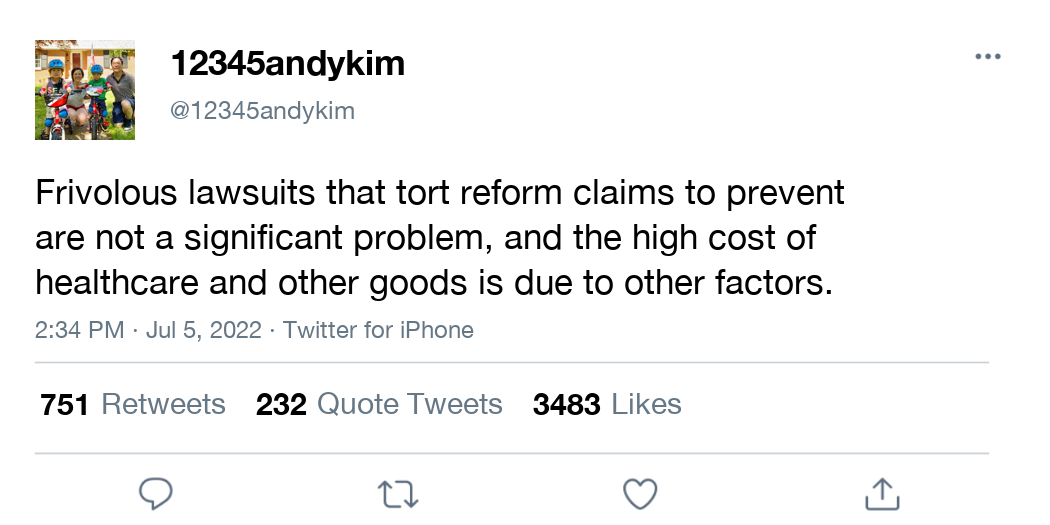 12345andykim
@12345andykim
Frivolous lawsuits that tort reform claims to prevent
are not a significant problem, and the high cost of
healthcare and other goods is due to other factors.
2:34 PM · Jul 5, 2022 · Twitter for iPhone
751 Retweets 232 Quote Tweets 3483 Likes